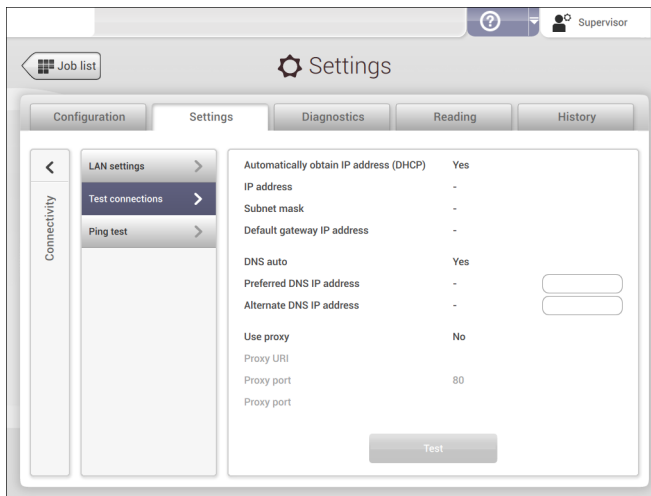 Supervisor
Job list
Settings
Configuration
Settings
Diagnostics
Reading
History
Connectivity
LAN settings
Test connections
Ping test
Automatically obtain IP address (DHCP) Yes
IP address -
Subnet mask -
Default gateway IP address -
DNS auto Yes
Preferred DNS IP address -
Alternate DNS IP address -
Use proxy No
Proxy URI
Proxy port 80
Proxy port
Test